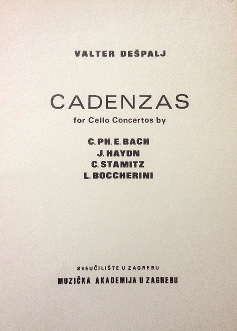 VALTER DEŠPALJ
CADENZAS
for Cello Concertos by
C. PH. E. BACH
J. HAYDN
C. STAMITZ
L. BOCCHERINI
SVEUČILIŠTE U ZAGREBU
MUZIČKA AKADEMIJA U ZAGREBU